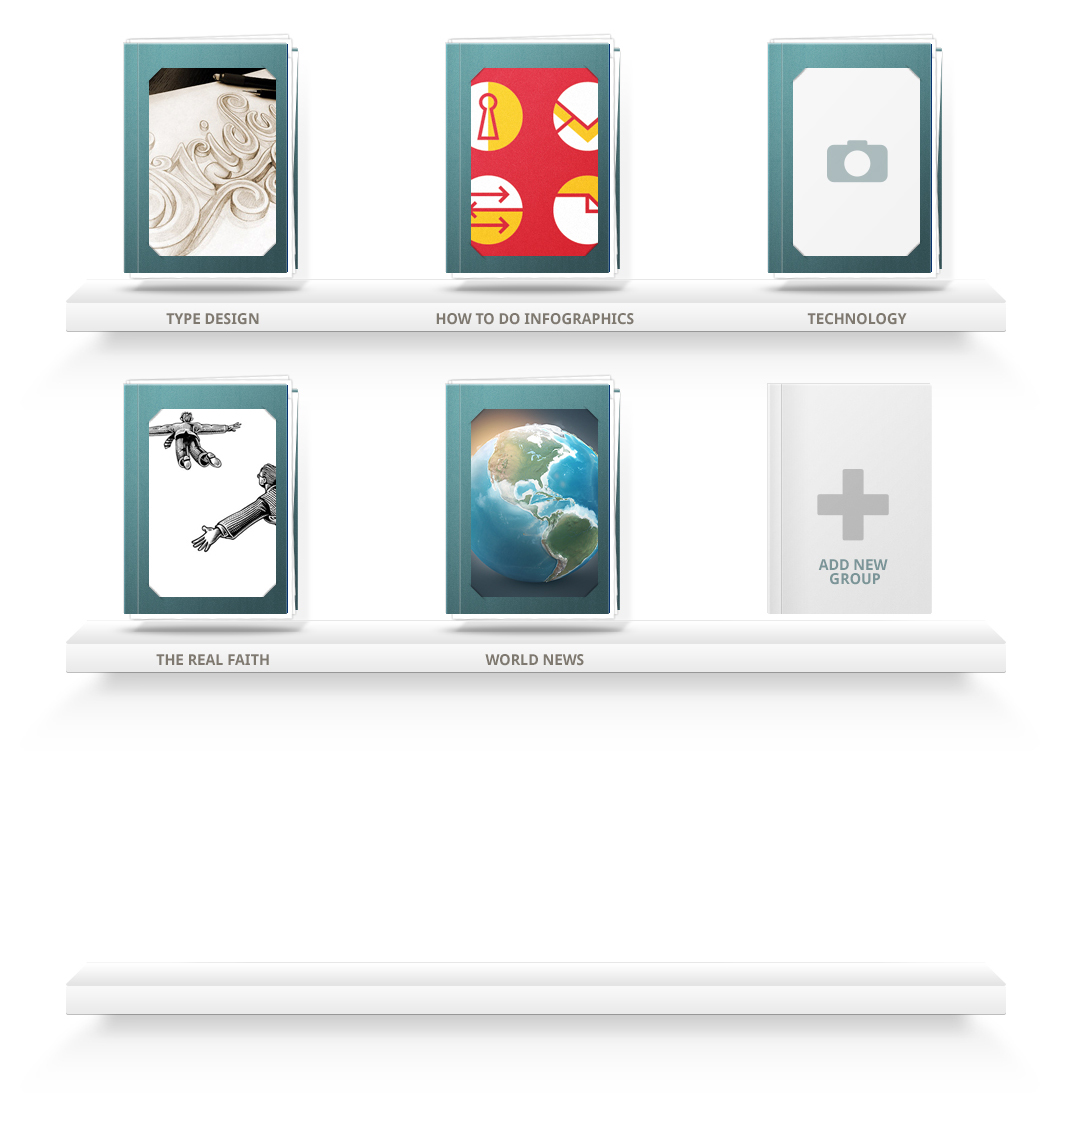 TYPE DESIGN
HOW TO DO INFOGRAPHICS
TECHNOLOGY
ADD NEW
GROUP
THE REAL FAITH
WORLD NEWS